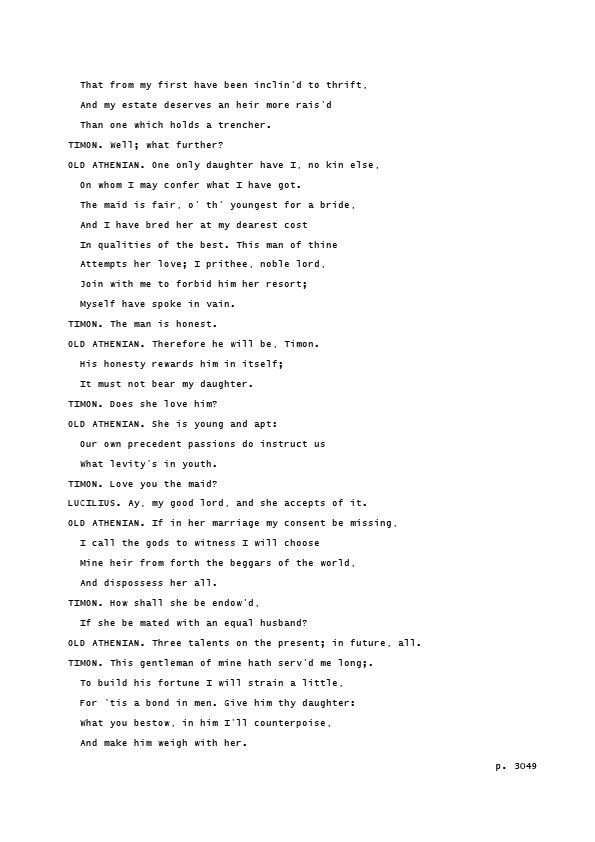 That from my first have been inclin'd to thrift,
And my estate deserves an heir more rais'd
Than one which holds a trencher.
TIMON. Well; what further?
OLD ATHENIAN. One only daughter have I, no kin else,
On whom I may confer what I have got.
The maid is fair, o' th' youngest for a bride,
And I have bred her at my dearest cost
In qualities of the best. This man of thine
Attempts her love; I prithee, noble lord,
Join with me to forbid him her resort;
Myself have spoke in vain.
TIMON. The man is honest.
OLD ATHENIAN. Therefore he will be, Timon.
His honesty rewards him in itself;
It must not bear my daughter.
TIMON. Does she love him?
OLD ATHENIAN. She is young and apt:
Our own precedent passions do instruct us
What levity's in youth.
TIMON. Love you the maid?
LUCILIUS. Ay, my good lord, and she accepts of it.
OLD ATHENIAN. If in her marriage my consent be missing,
I call the gods to witness I will choose
Mine heir from forth the beggars of the world,
And dispossess her all.
TIMON. How shall she be endow'd,
If she be mated with an equal husband?
OLD ATHENIAN. Three talents on the present; in future, all.
TIMON. This gentleman of mine hath serv'd me long;.
To build his fortune I will strain a little,
For 'tis a bond in men. Give him thy daughter:
What you bestow, in him I'll counterpoise,
And make him weigh with her.
p. 3049